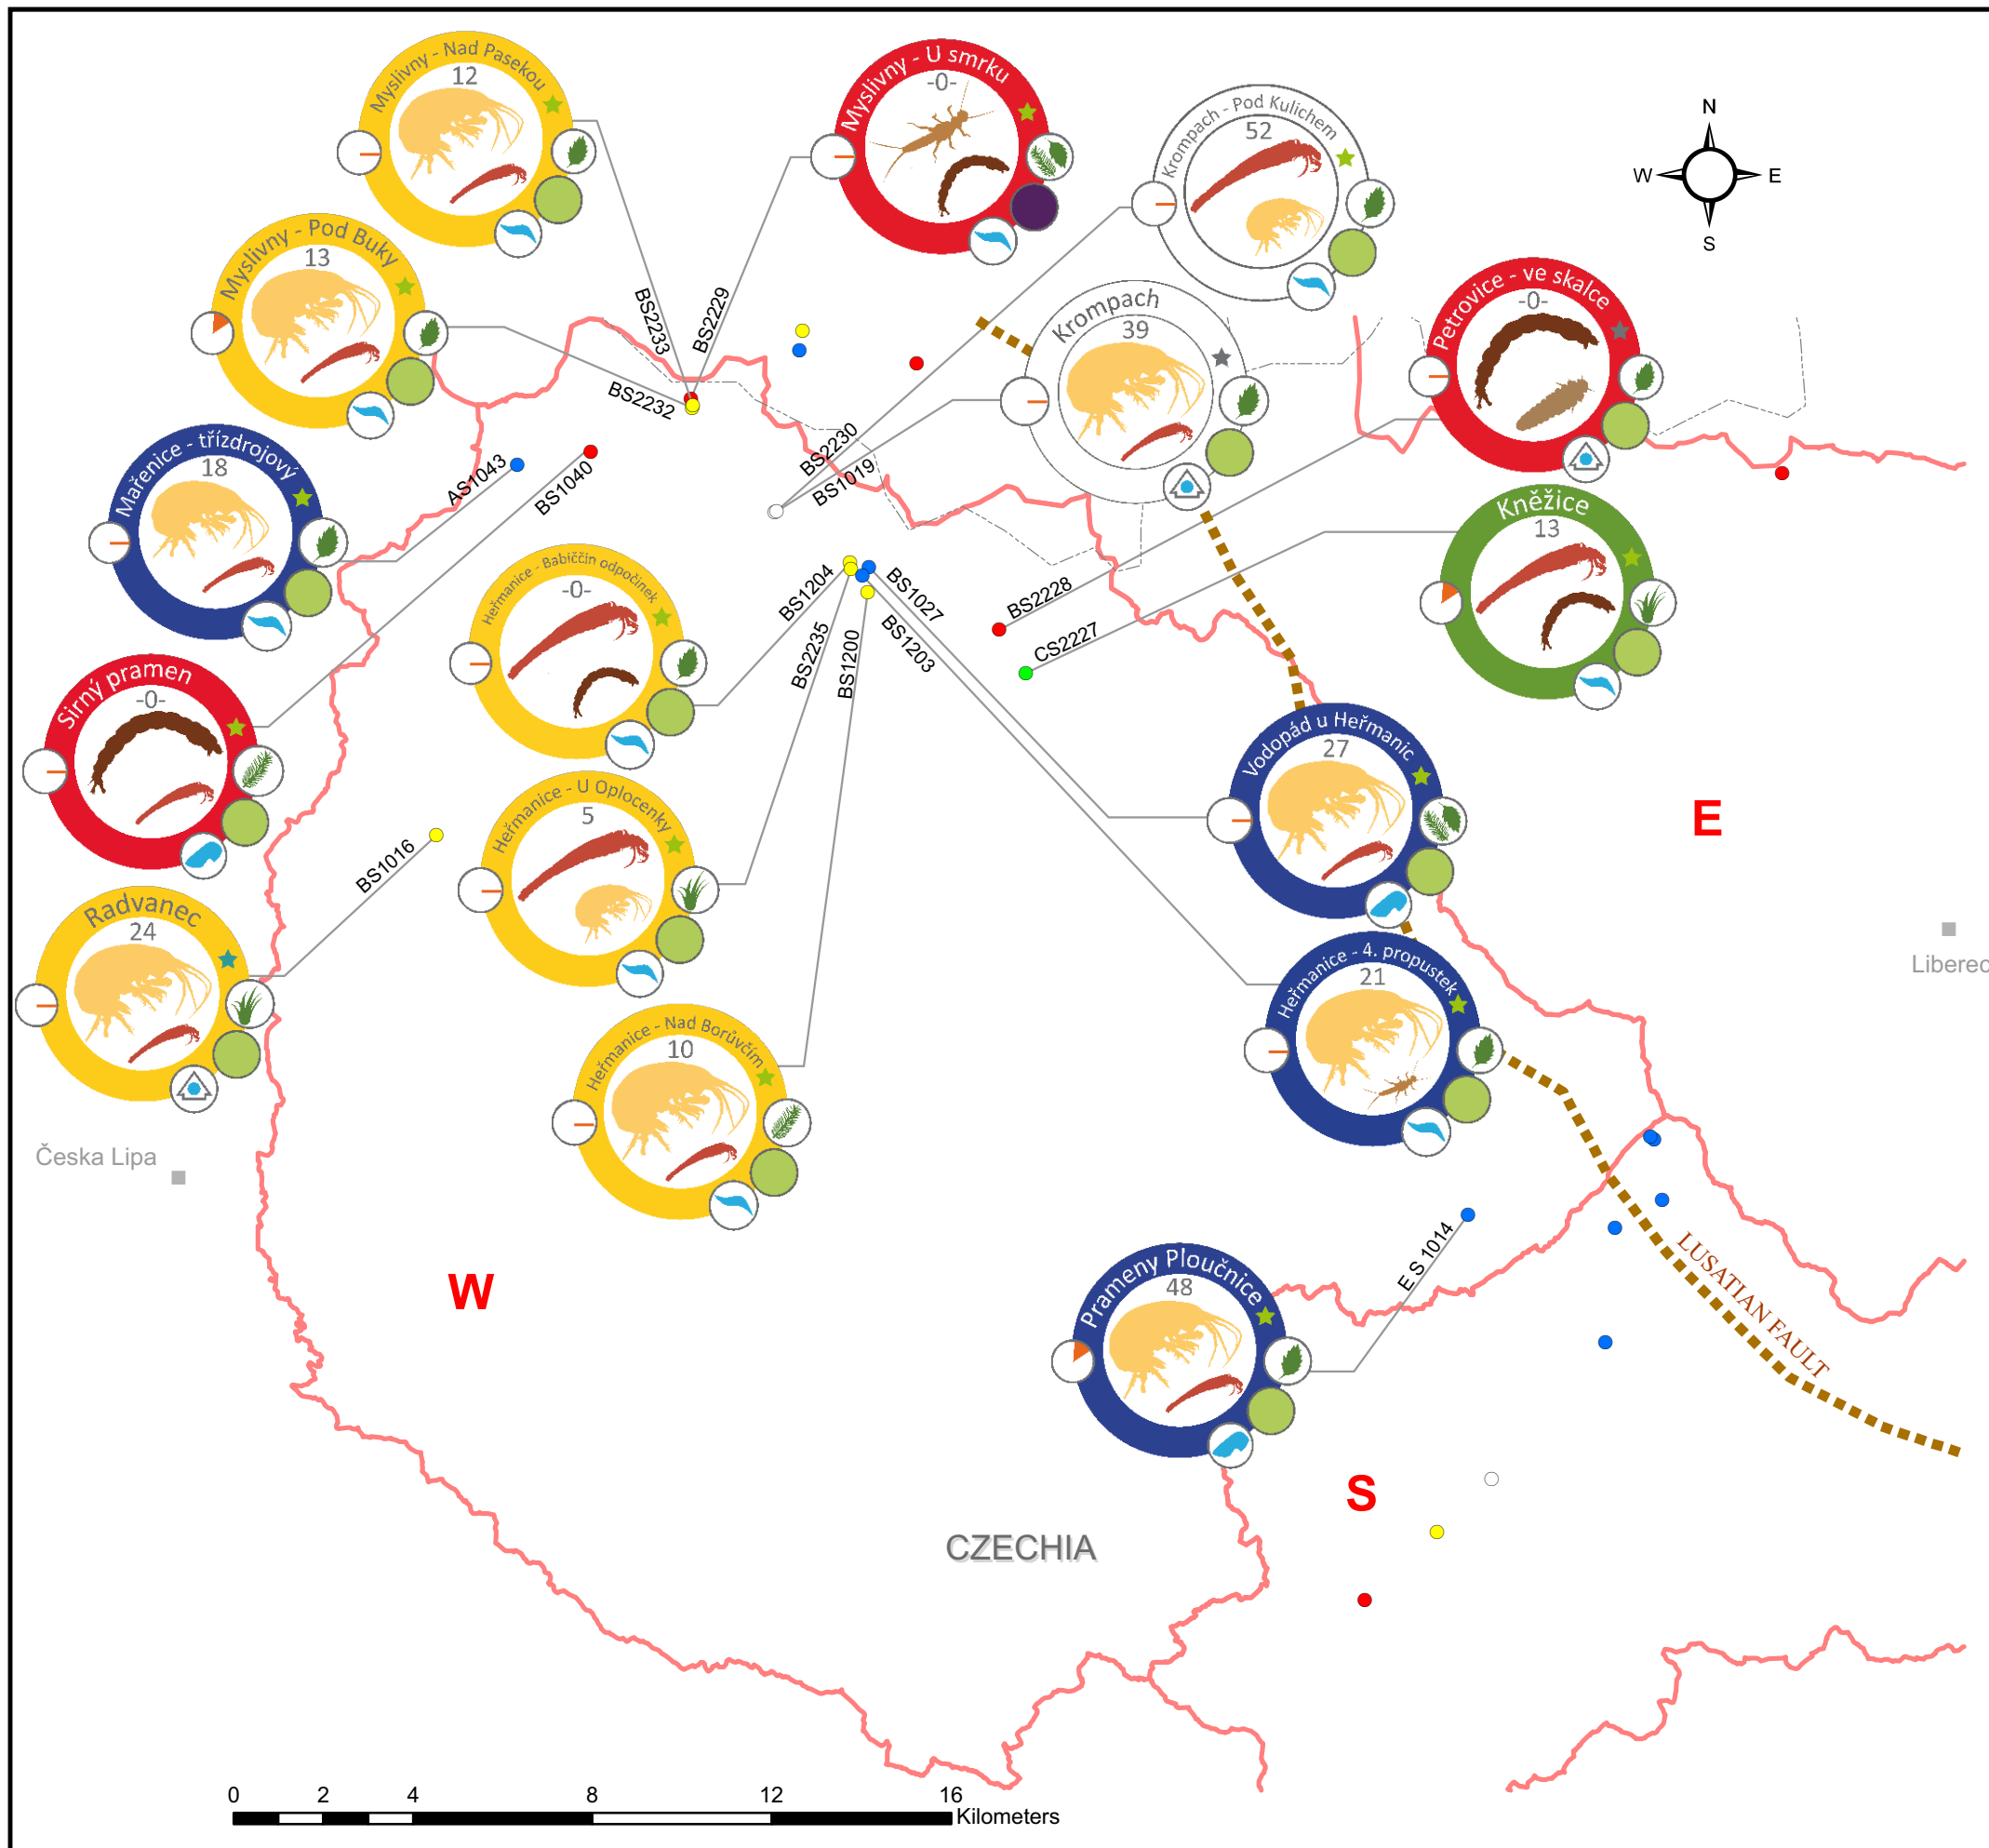 Myslivny - Nad Pasekou
12
Myslivny - U smrku
-0-
Krompach - Pod Kulichem
52
N
W
E
S
Myslivny - Pod Buky
13
BS2233
BS2229
BS2232
Krompach
39
Petrovice - ve skalce
-0-
Mařenice - třízdrojový
18
AS1043
BS1040
BS2230
BS1019
Kněžice
13
Heřmanice - Babiččin odpočinek
-0-
BS1204
BS2235
BS1200
BS1027
BS1203
BS2228
CS2227
Sirný pramen
-0-
Vodopád u Heřmanic
27
E
Heřmanice - U Oplocenky
5
BS1016
Radvanec
24
Liberec
Heřmanice - 4. propustek
21
Heřmanice - Nad Borůvčím
10
Česka Lipa
W
Prameny Ploučnice
48
E S 1014
LUSATIAN FAULT
S
CZECHIA
0 2 4 8 12 16
Kilometers